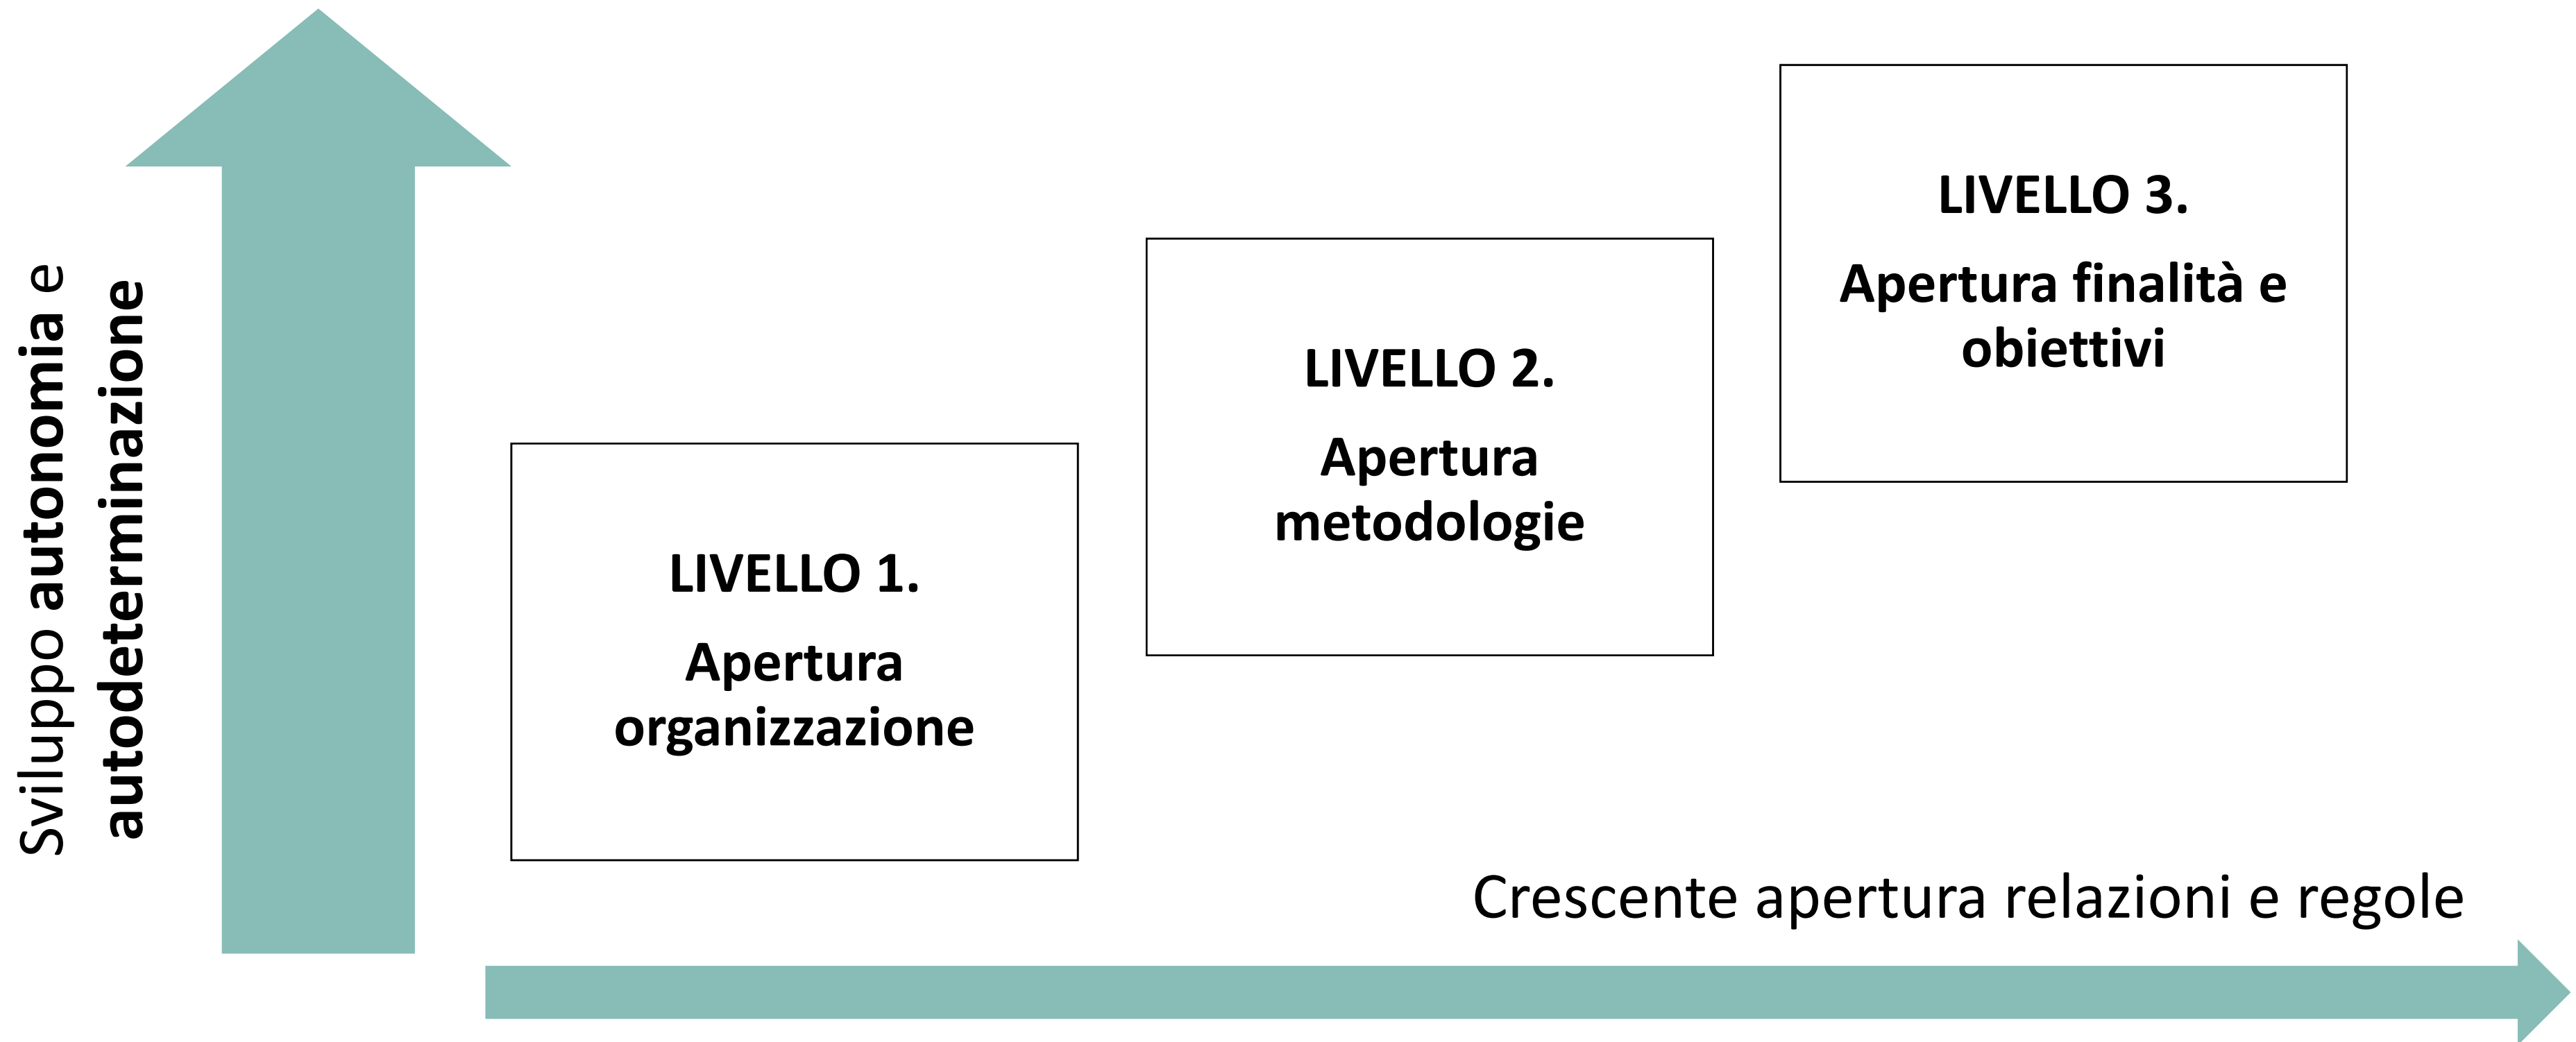 Sviluppo autonomia e
autodeterminazione
LIVELLO 1.
Apertura
organizzazione
LIVELLO 2.
Apertura
metodologie
LIVELLO 3.
Apertura finalità e
obiettivi
Crescente apertura relazioni e regole